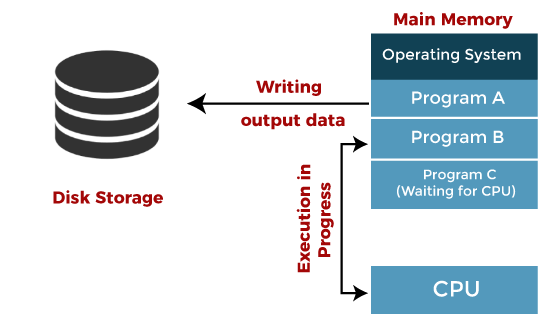 Main Memory
Operating System
Writing
Program A
output data
Program B
Program C
(Waiting for CPU)
Disk Storage
Execution in
Progress
CPU